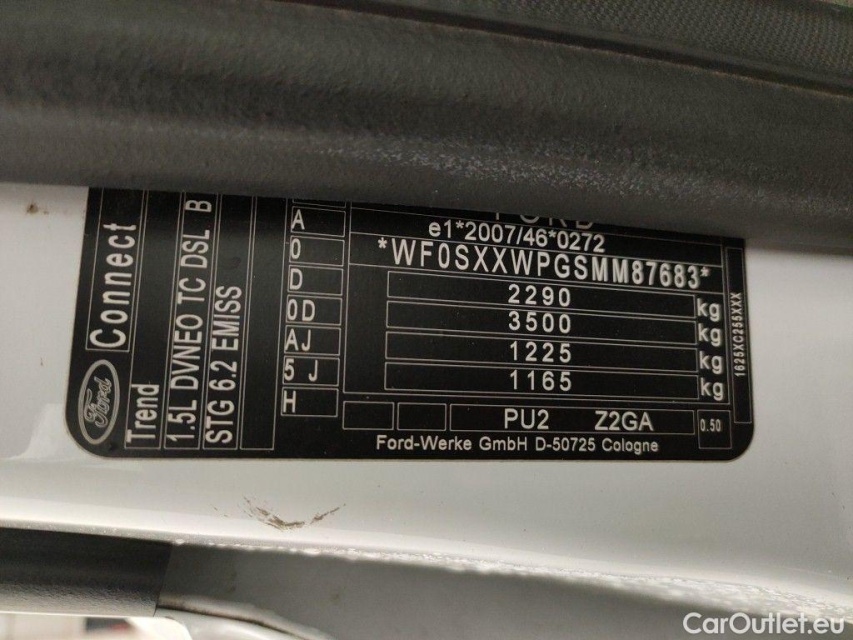 Ford
Connect
Trend
1.5L DVNEO TC DSL B
STG 6.2 EMISS
A
0
D
0D
AJ
5 J
H
FORD
e1*2007/46*0272
*WF0SXXWPGSMM87683*
2290 kg
3500 kg
1225 kg
1165 kg
PU2 Z2GA 0.50
Ford-Werke GmbH D-50725 Cologne
1625XC255XXX
CarOutlet.eu